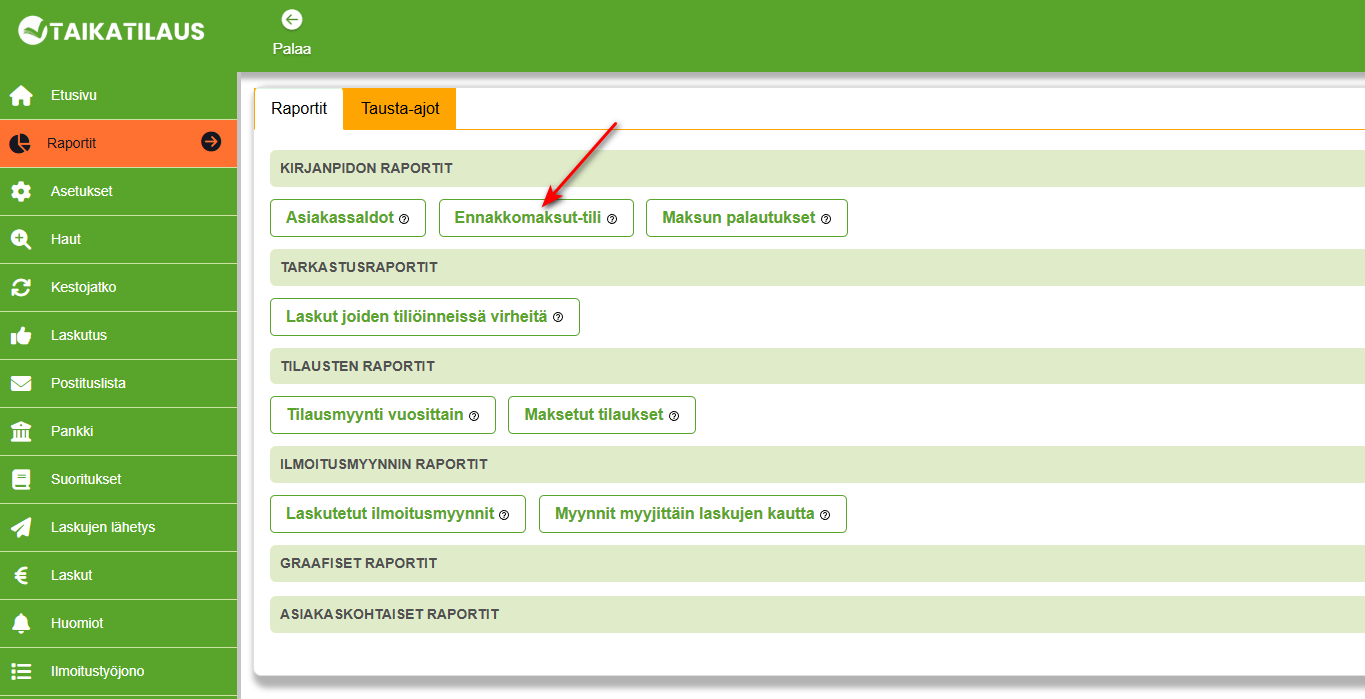 TAIKATILAUS
Palaa
Etusivu
Raportit
Asetukset
Haut
Kestojatko
Laskutus
Postituslista
Pankki
Suoritukset
Laskujen lähetys
Laskut
Huomiot
Ilmoitustyöjono
Raportit Tausta-ajot
KIRJANPIDON RAPORTIT
Asiakassaldot Ennakkomaksut-tili Maksun palautukset
TARKASTUSRAPORTIT
Laskut joiden tiliöinneissä virheitä
TILAUSTEN RAPORTIT
Tilausmyynti vuosittain Maksetut tilaukset
ILMOITUSMYYNNIN RAPORTIT
Laskutetut ilmoitusmyynnit Myynnit myyjittäin laskujen kautta
GRAAFISET RAPORTIT
ASIAKASKOHTAISET RAPORTIT